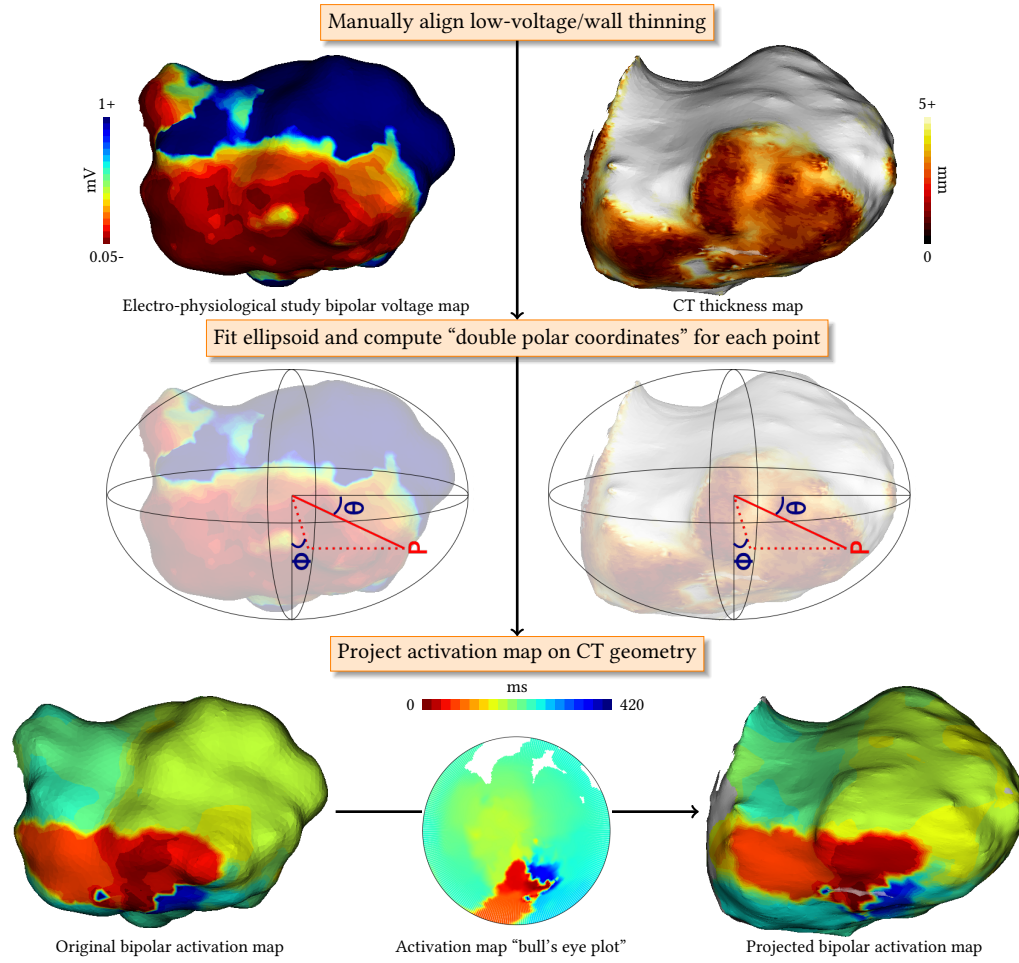 Manually align low-voltage/wall thinning
1+
mV
0.05-
5+
mm
0
Electro-physiological study bipolar voltage map
CT thickness map
Fit ellipsoid and compute “double polar coordinates” for each point
θ
Φ
P
θ
Φ
P
Project activation map on CT geometry
ms
0
420
Original bipolar activation map
Activation map “bull’s eye plot”
Projected bipolar activation map